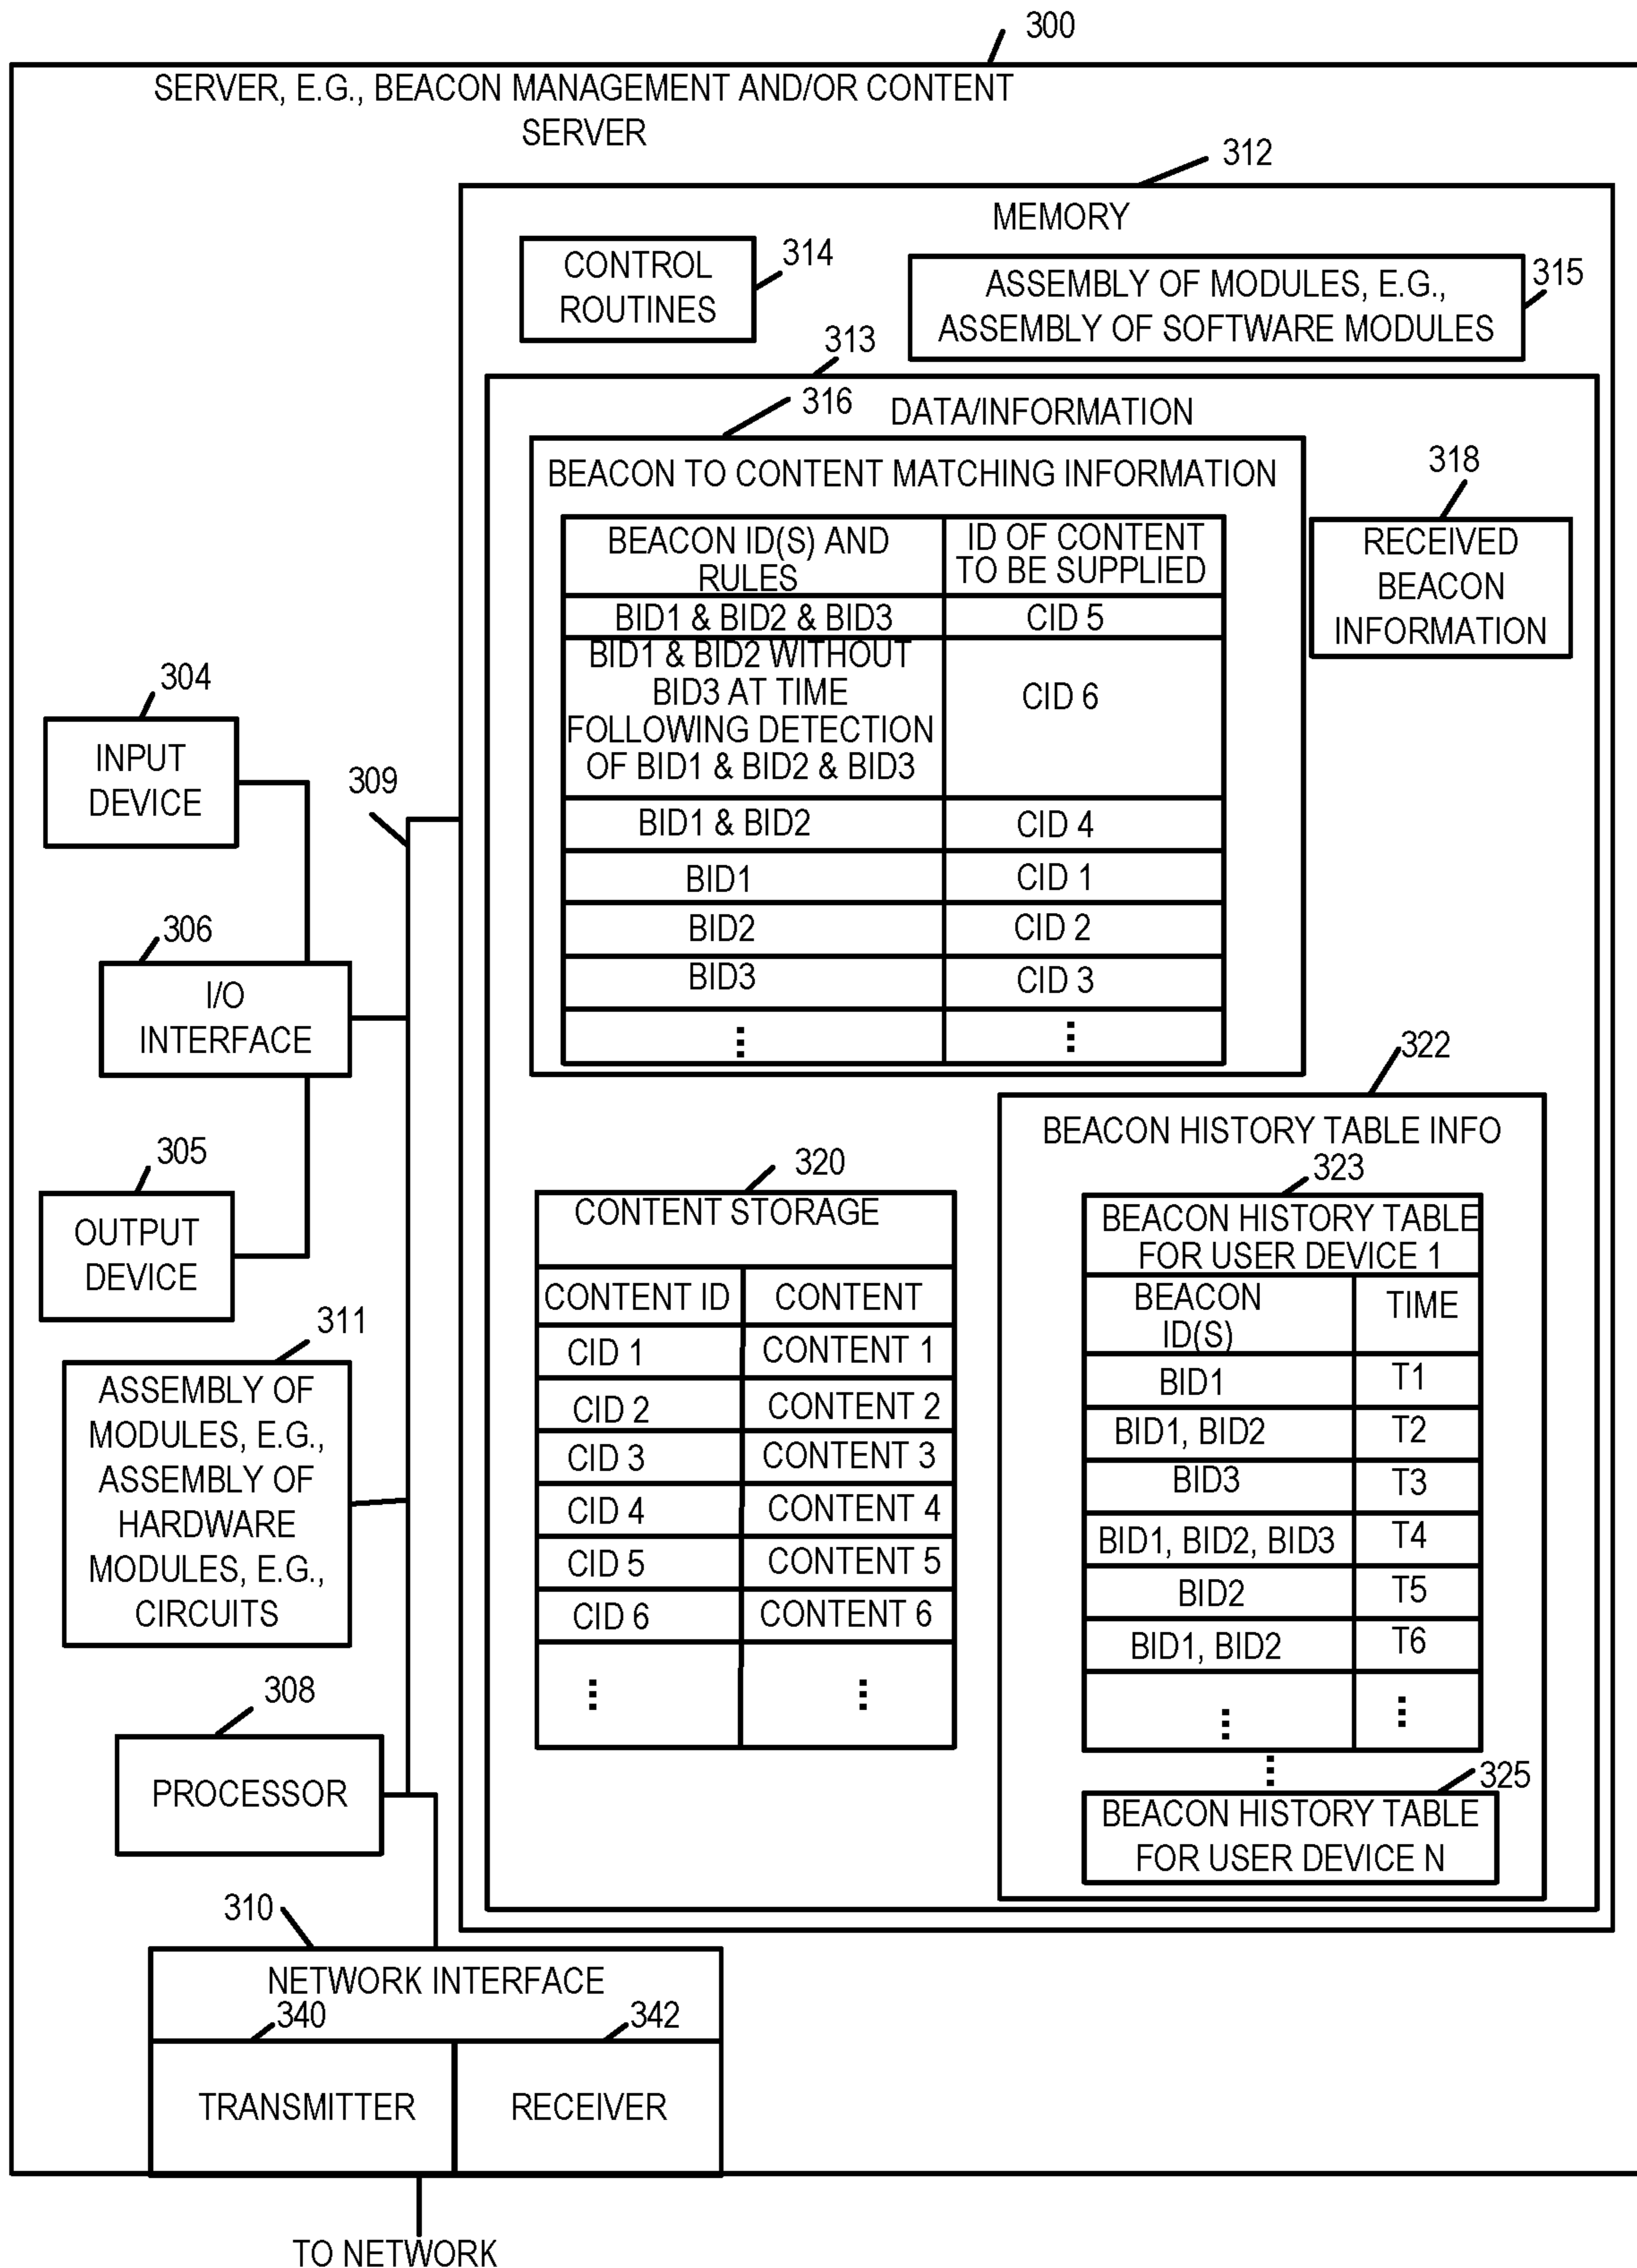 300
SERVER, E.G., BEACON MANAGEMENT AND/OR CONTENT
SERVER
312
MEMORY
CONTROL
ROUTINES
314
ASSEMBLY OF MODULES, E.G.,
ASSEMBLY OF SOFTWARE MODULES
315
313
316
DATA/INFORMATION
BEACON TO CONTENT MATCHING INFORMATION
BEACON ID(S) AND
RULES
ID OF CONTENT
TO BE SUPPLIED
BID1 & BID2 & BID3
CID 5
BID1 & BID2 WITHOUT
BID3 AT TIME
FOLLOWING DETECTION
OF BID1 & BID2 & BID3
CID 6
BID1 & BID2
CID 4
BID1
CID 1
BID2
CID 2
BID3
CID 3
318
RECEIVED
BEACON
INFORMATION
304
INPUT
DEVICE
309
306
I/O
INTERFACE
305
OUTPUT
DEVICE
311
ASSEMBLY OF
MODULES, E.G.,
ASSEMBLY OF
HARDWARE
MODULES, E.G.,
CIRCUITS
308
PROCESSOR
320
CONTENT STORAGE
CONTENT ID
CONTENT
CID 1
CONTENT 1
CID 2
CONTENT 2
CID 3
CONTENT 3
CID 4
CONTENT 4
CID 5
CONTENT 5
CID 6
CONTENT 6
322
BEACON HISTORY TABLE INFO
323
BEACON HISTORY TABLE
FOR USER DEVICE 1
BEACON
ID(S)
TIME
BID1
T1
BID1, BID2
T2
BID3
T3
BID1, BID2, BID3
T4
BID2
T5
BID1, BID2
T6
325
BEACON HISTORY TABLE
FOR USER DEVICE N
310
NETWORK INTERFACE
340
342
TRANSMITTER
RECEIVER
TO NETWORK